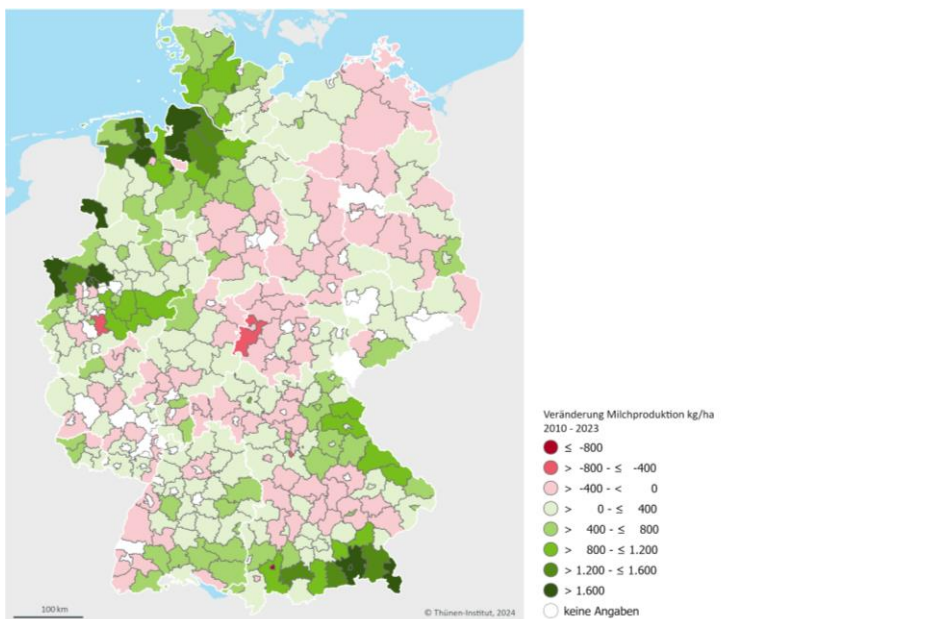 Veränderung Milchproduktion kg/ha
2010 - 2023
≤ -800
> -800 - ≤ -400
> -400 - < 0
> 0 - ≤ 400
> 400 - ≤ 800
> 800 - ≤ 1.200
> 1.200 - ≤ 1.600
> 1.600
keine Angaben
100 km
© Thünen-Institut, 2024